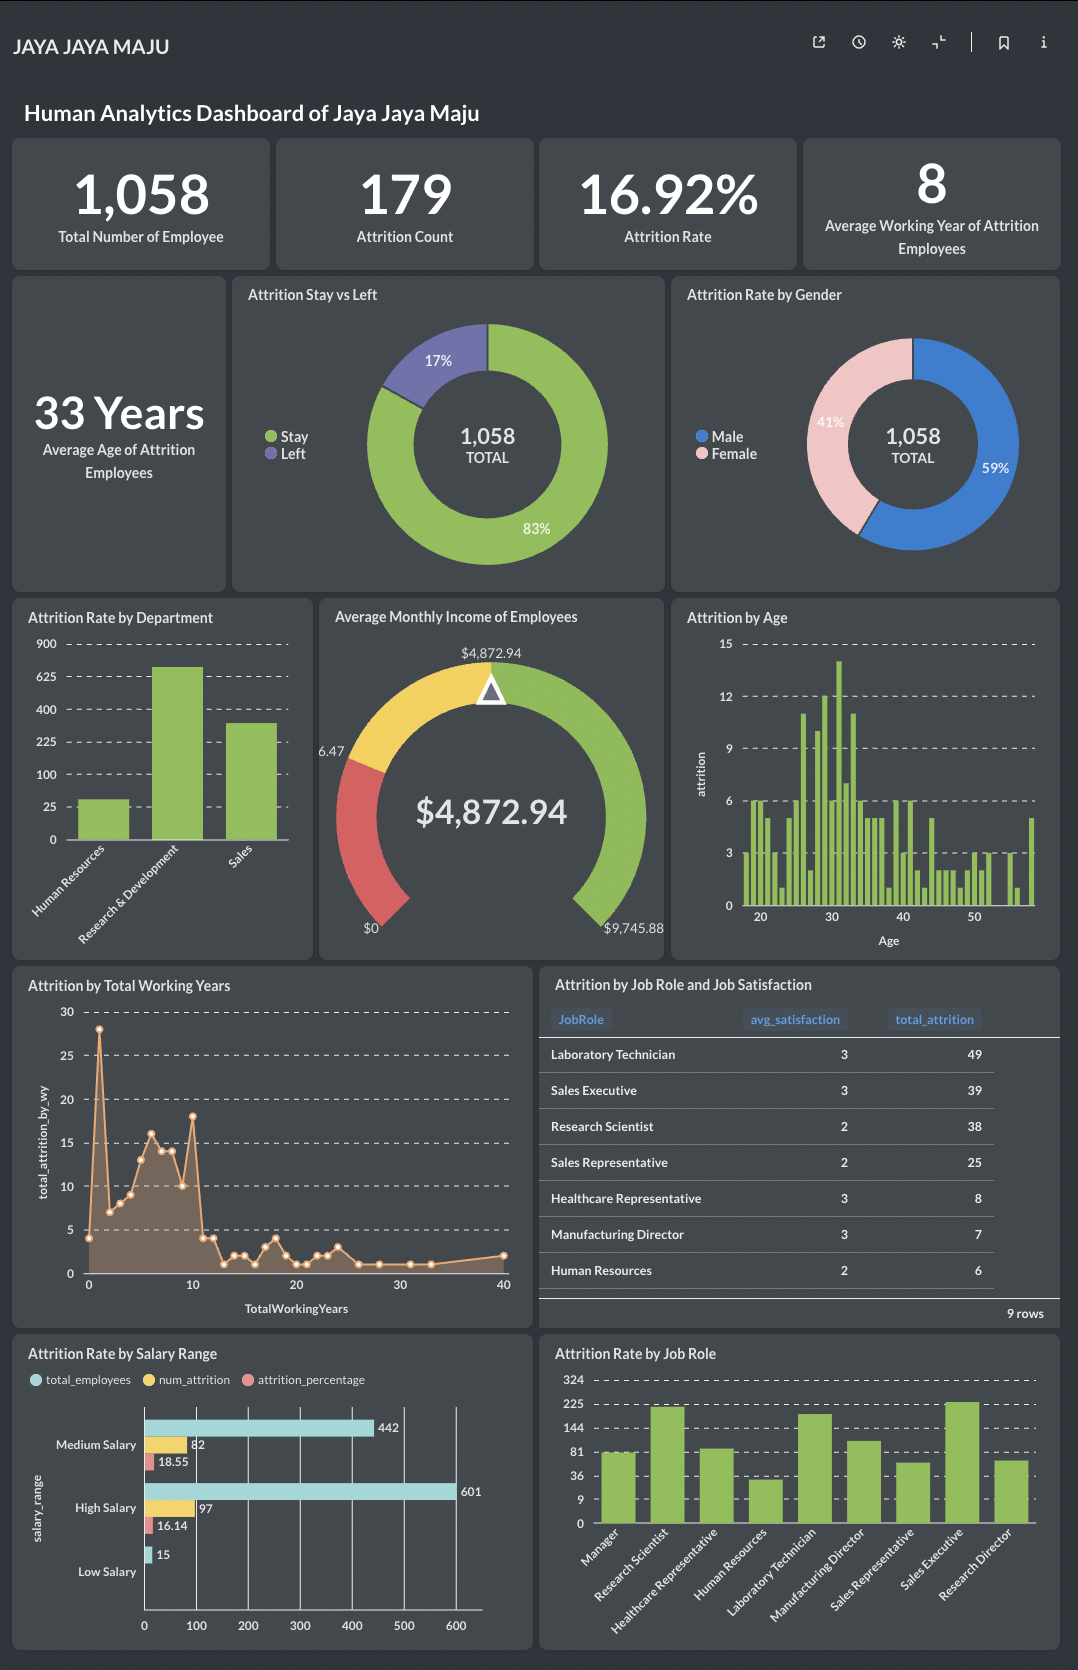 JAYA JAYA MAJU
Human Analytics Dashboard of Jaya Jaya Maju
1,058
Total Number of Employee
179
Attrition Count
16.92%
Attrition Rate
8
Average Working Year of Attrition
Employees
33 Years
Average Age of Attrition
Employees
Attrition Stay vs Left
Stay
Left
17%
83%
1,058
TOTAL
Attrition Rate by Gender
Male
Female
41%
59%
1,058
TOTAL
Attrition Rate by Department
900
625
400
225
100
25
0
Human Resources
Research & Development
Sales
Average Monthly Income of Employees
$4,872.94
6.47
$4,872.94
$0
$9,745.88
Attrition by Age
15
12
9
6
3
0
attrition
20
30
40
50
Age
Attrition by Total Working Years
30
25
20
15
10
5
0
total_attrition_by_wy
0
10
20
30
40
TotalWorkingYears
Attrition by Job Role and Job Satisfaction
JobRole avg_satisfaction total_attrition
Laboratory Technician 3 49
Sales Executive 3 39
Research Scientist 2 38
Sales Representative 2 25
Healthcare Representative 3 8
Manufacturing Director 3 7
Human Resources 2 6
9 rows
Attrition Rate by Salary Range
total_employees num_attrition attrition_percentage
salary_range
Medium Salary
442
82
18.55
High Salary
601
97
16.14
Low Salary
15
0
100
200
300
400
500
600
Attrition Rate by Job Role
324
225
144
81
36
9
0
Manager
Research Scientist
Healthcare Representative
Human Resources
Laboratory Technician
Manufacturing Director
Sales Representative
Sales Executive
Research Director